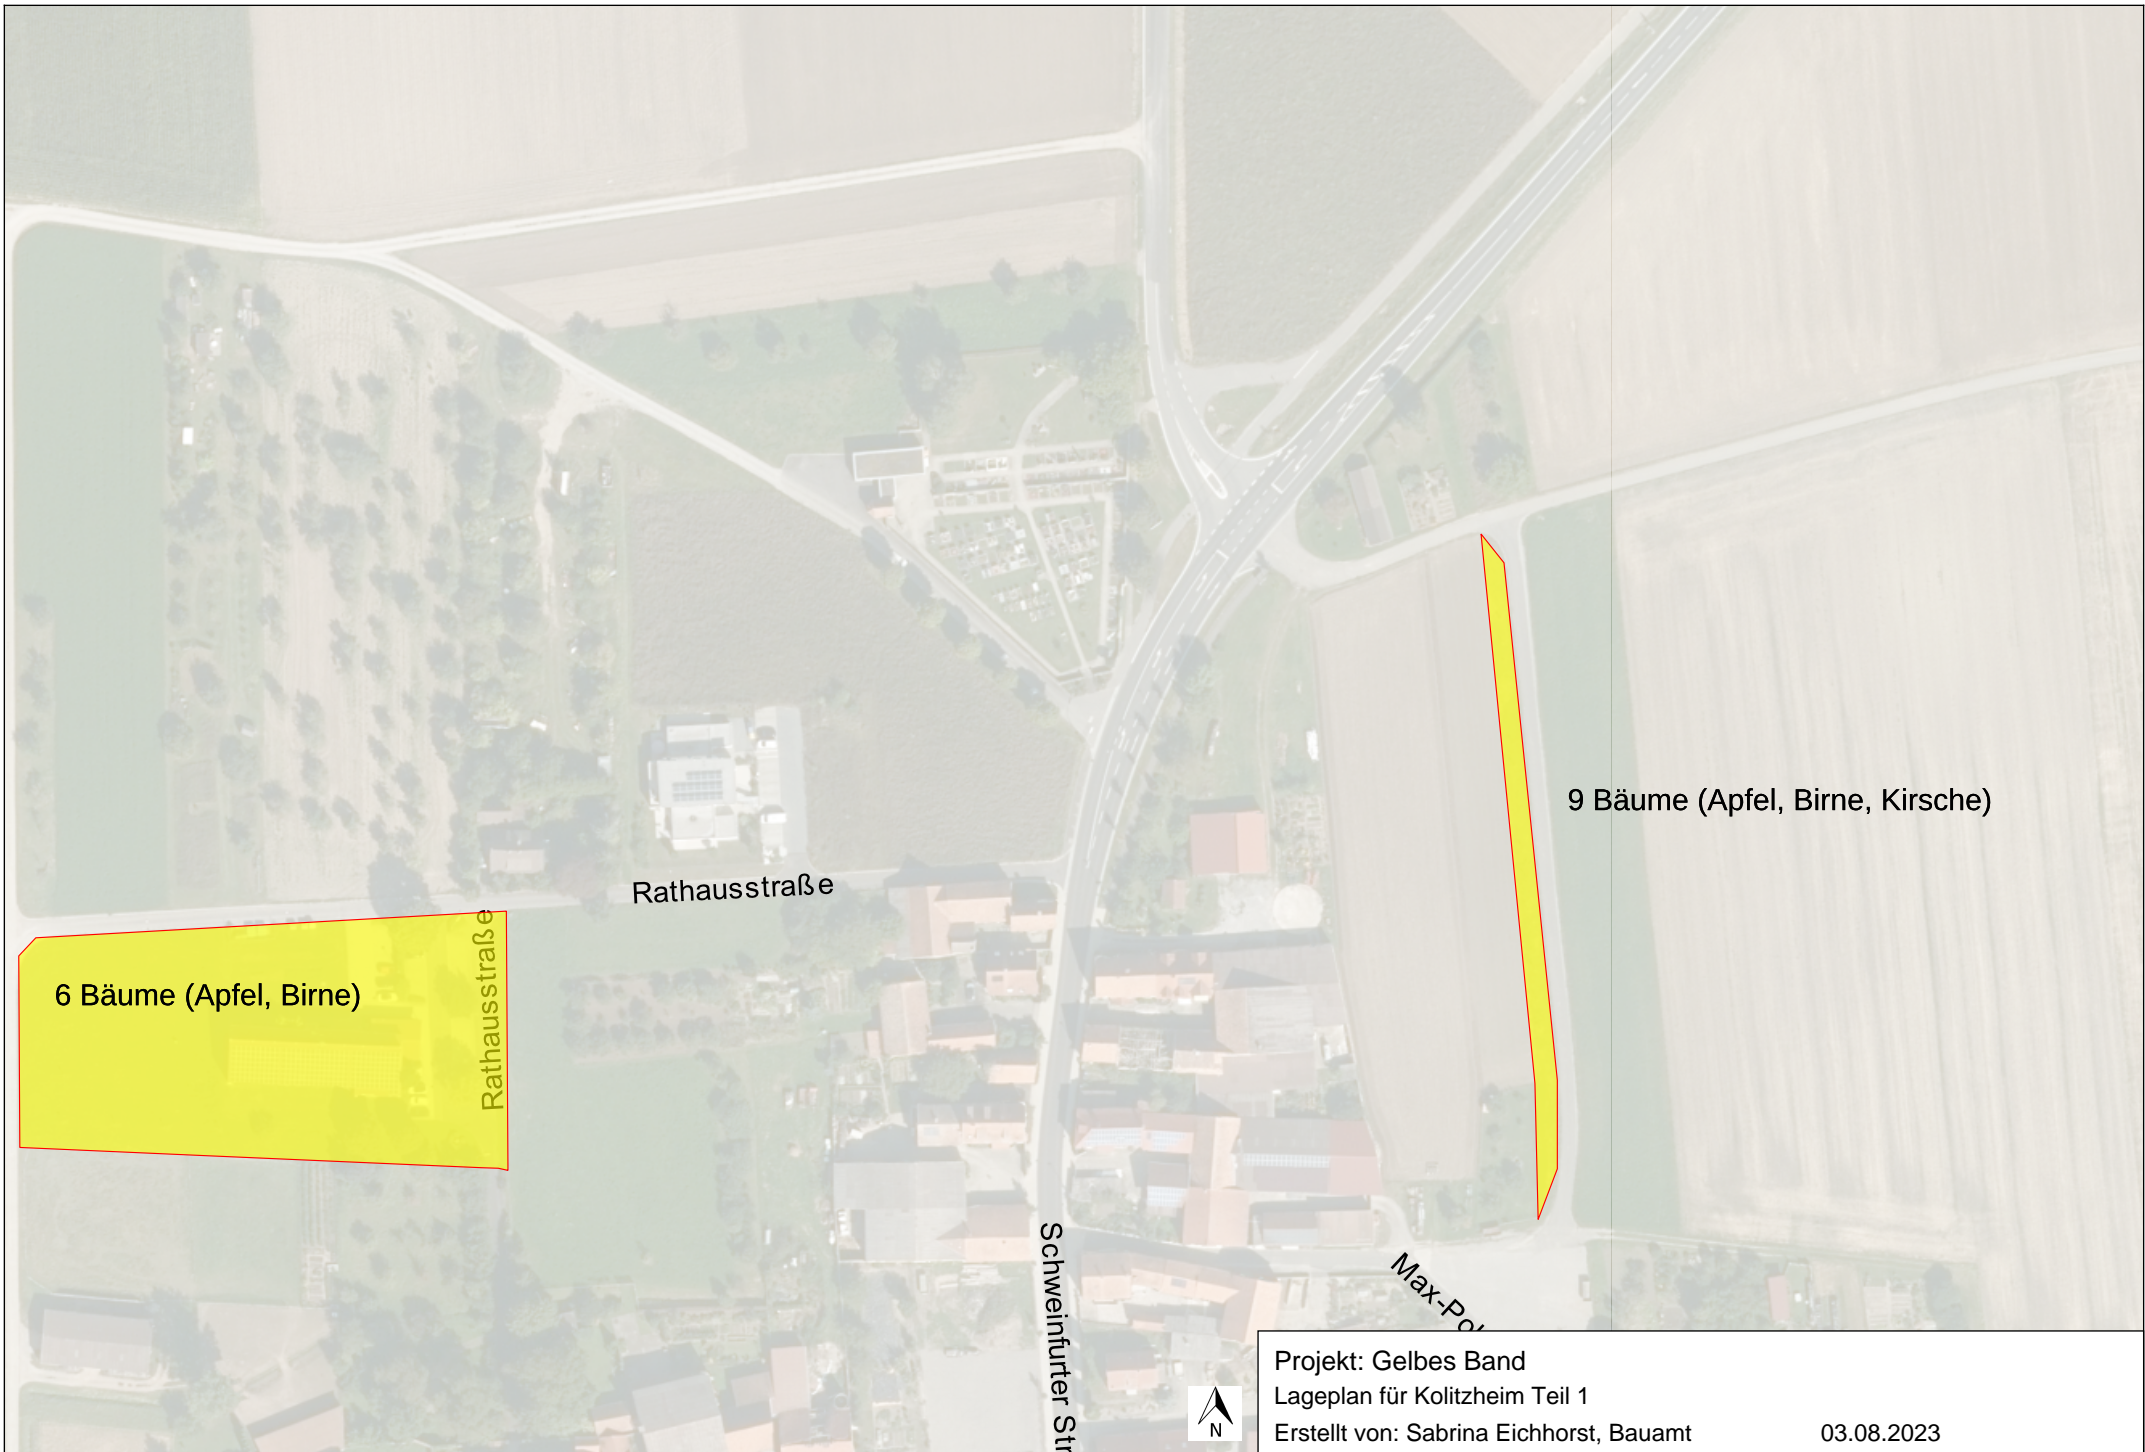 9 Bäume (Apfel, Birne, Kirsche)
Rathausstraße
Rathausstraße
6 Bäume (Apfel, Birne)
Schweinfurter Str
Max-Po
Projekt: Gelbes Band
Lageplan für Kolitzheim Teil 1
Erstellt von: Sabrina Eichhorst, Bauamt 03.08.2023
N